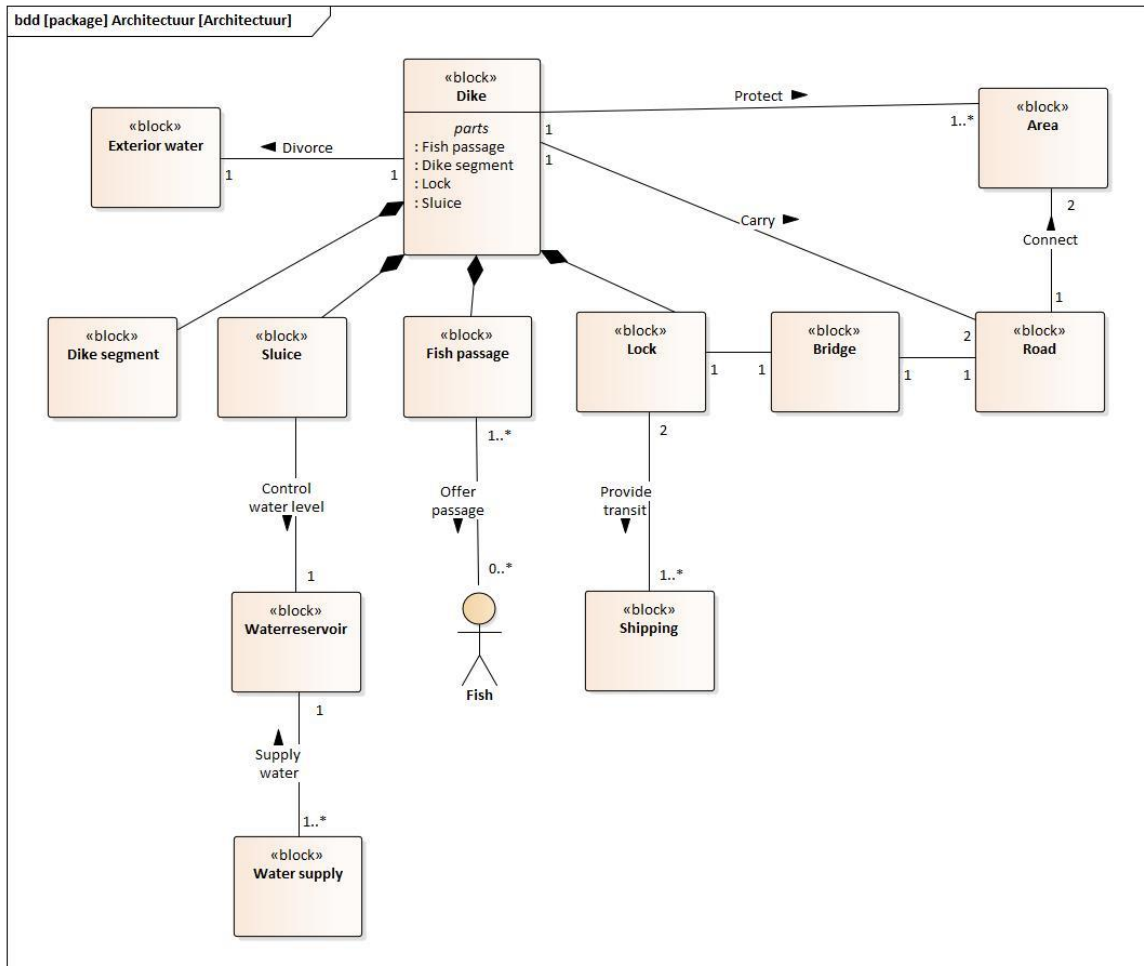 bdd [package] Architectuur [Architectuur]
«block»
Dike
parts
: Fish passage
: Dike segment
: Lock
: Sluice
«block»
Exterior water
Divorce
1
1
Protect
1
1..*
«block»
Area
1
Carry
2
2
Connect
1
«block»
Dike segment
«block»
Sluice
«block»
Fish passage
«block»
Lock
1
1
«block»
Bridge
1
1
«block»
Road
Control
water level
1
1..*
Offer
passage
0..*
2
Provide
transit
1..*
«block»
Waterreservoir
Fish
«block»
Shipping
1
Supply
water
1..*
«block»
Water supply